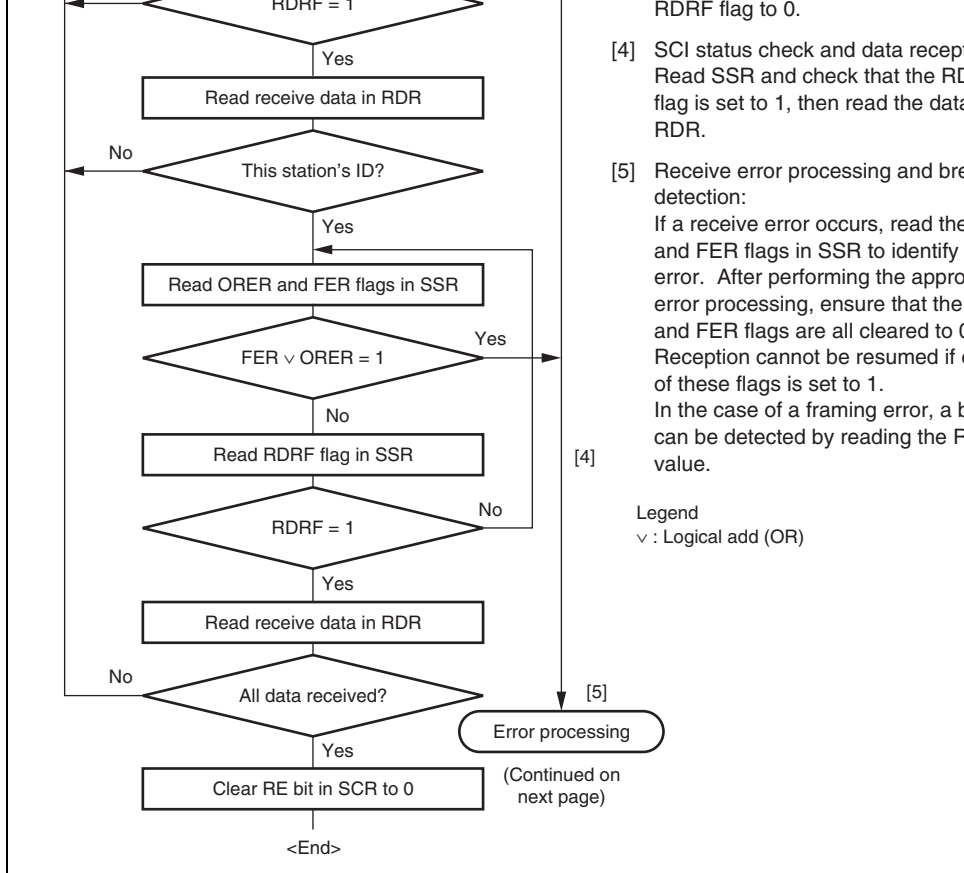 RDRF = 1
Yes
Read receive data in RDR
No
This station's ID?
Yes
Read ORER and FER flags in SSR
FER ∨ ORER = 1
Yes
No
Read RDRF flag in SSR
[4]
RDRF = 1
No
Yes
Read receive data in RDR
No
All data received?
[5]
Error processing
Yes
(Continued on
next page)
Clear RE bit in SCR to 0
<End>
RDRF flag to 0.
[4] SCI status check and data
Read SSR and check that the
flag is set to 1, then read the data
RDR.
[5] Receive error processing and
detection:
If a receive error occurs, read the
and FER flags in SSR to identify
error. After performing the
error processing, ensure that the
and FER flags are all cleared to
Reception cannot be resumed if
of these flags is set to 1.
In the case of a framing error, a
can be detected by reading the
value.
Legend
∨ : Logical add (OR)